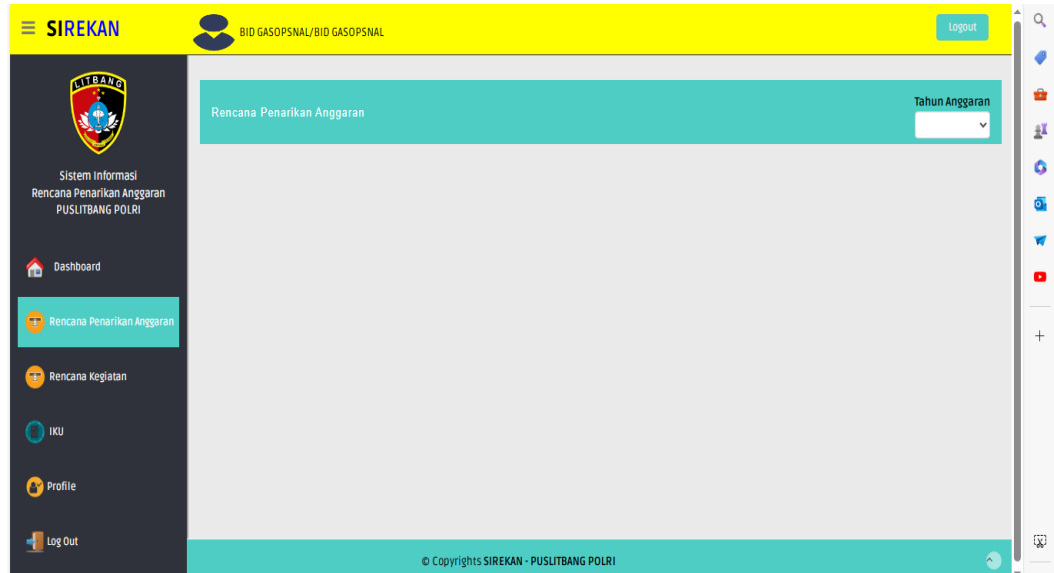 SIREKAN
BID GASOPSNAL/BID GASOPSNAL
Logout
LITBANG
Sistem Informasi
Rencana Penarikan Anggaran
PUSLITBANG POLRI
Dashboard
Rencana Penarikan Anggaran
Rencana Kegiatan
IKU
Profile
Log Out
Rencana Penarikan Anggaran
Tahun Anggaran
© Copyrights SIREKAN - PUSLITBANG POLRI